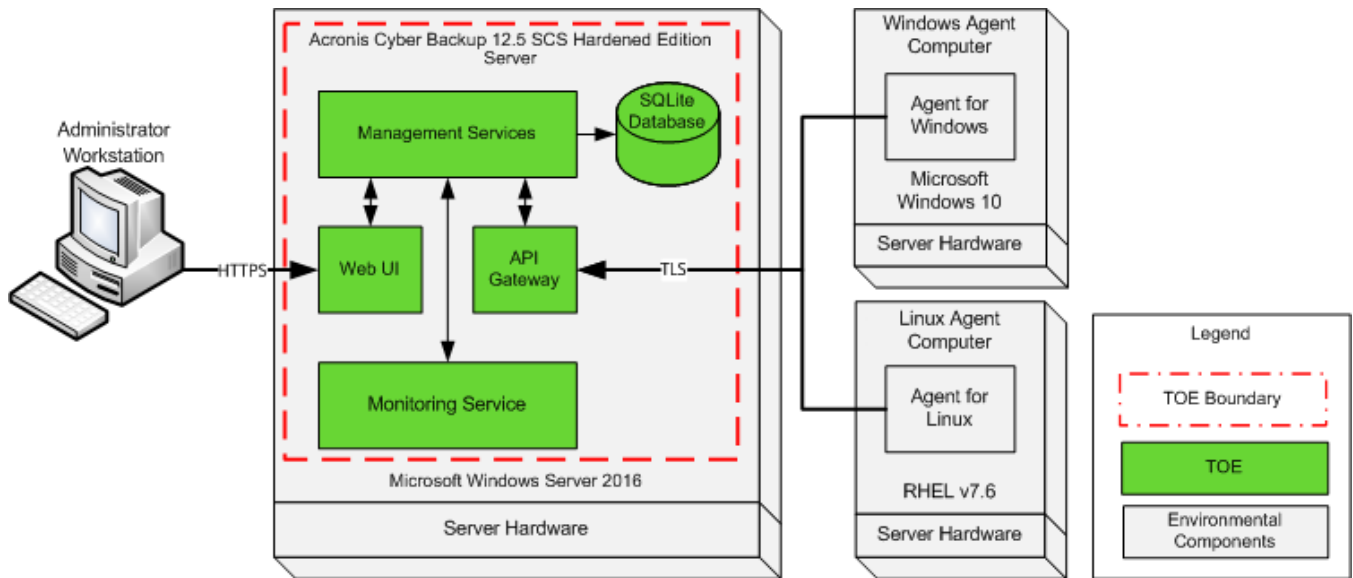 Administrator
Workstation
HTTPS
Acronis Cyber Backup 12.5 SCS Hardened Edition
Server
Management Services
SQLite
Database
Web UI
API
Gateway
Monitoring Service
Microsoft Windows Server 2016
Server Hardware
TLS
Windows Agent
Computer
Agent for
Windows
Microsoft
Windows 10
Server Hardware
Linux Agent
Computer
Agent for
Linux
RHEL v7.6
Server Hardware
Legend
TOE Boundary
TOE
Environmental
Components